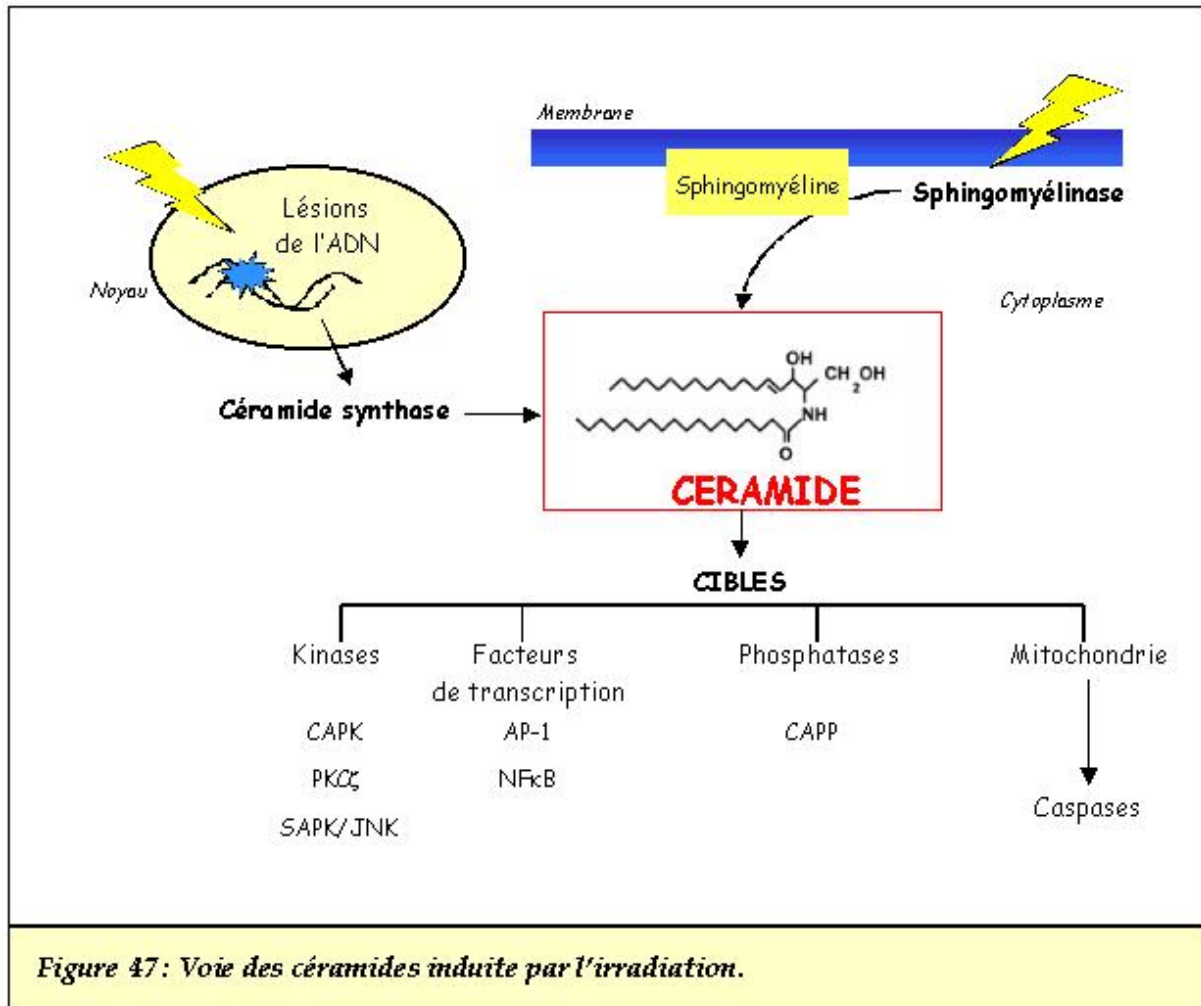 Membrane
Sphingomyéline
Sphingomyélinase
Lésions
de l'ADN
Noyau
Cytoplasme
Céramide synthase
OH
CH2OH
NH
O
CERAMIDE
CIBLES
Kinases
CAPK
PKCζ
SAPK/JNK
Facteurs
de transcription
AP-1
NFκB
Phosphatases
CAPP
Mitochondrie
Caspases
Figure 47: Voie des céramides induite par l'irradiation.